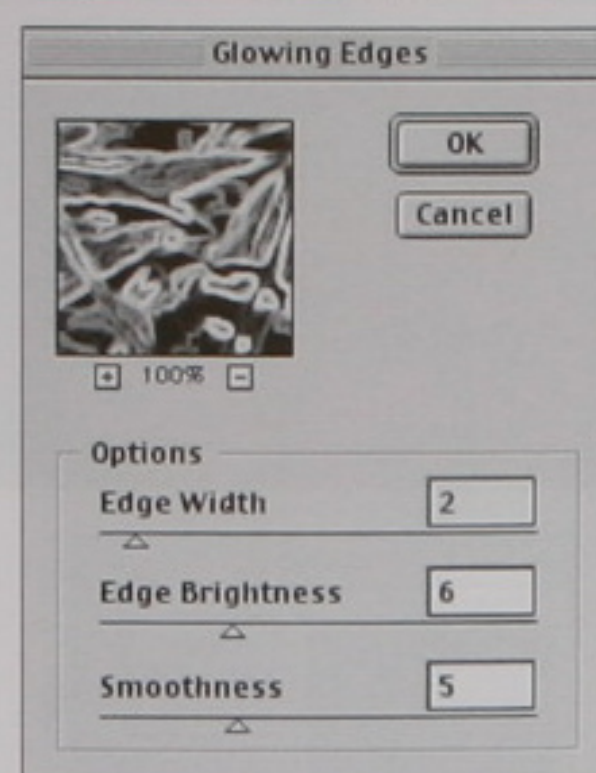 Glowing Edges
OK
Cancel
+ 100% -
Options
Edge Width 2
Edge Brightness 6
Smoothness 5